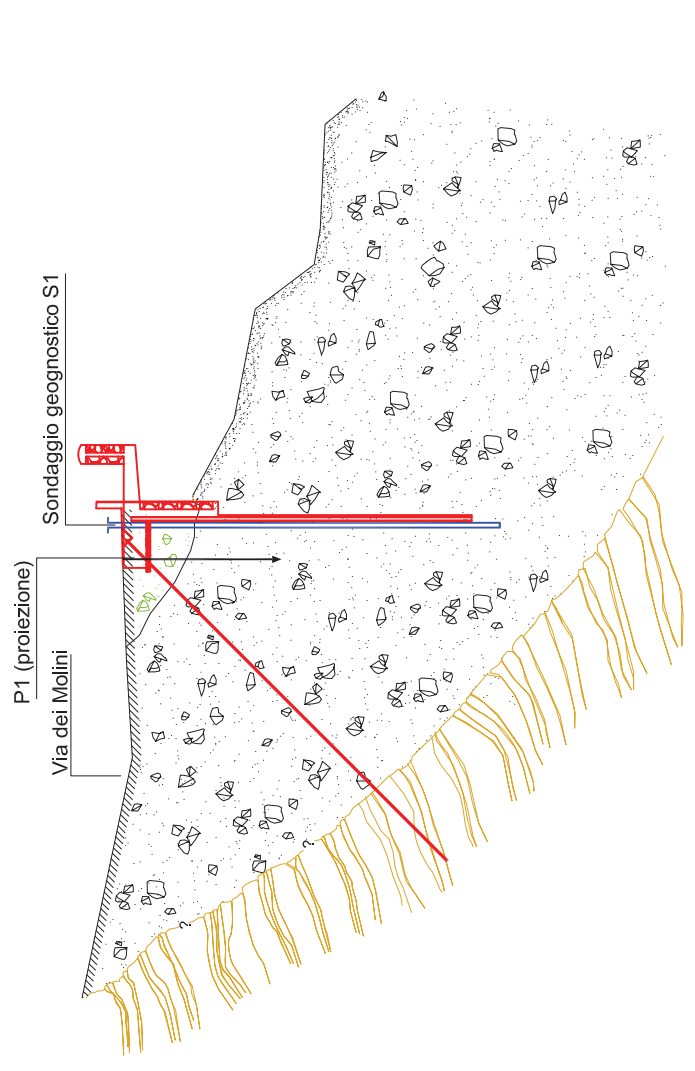 P1 (proiezione)
Via dei Molini
Sondaggio geognostico S1
?
?